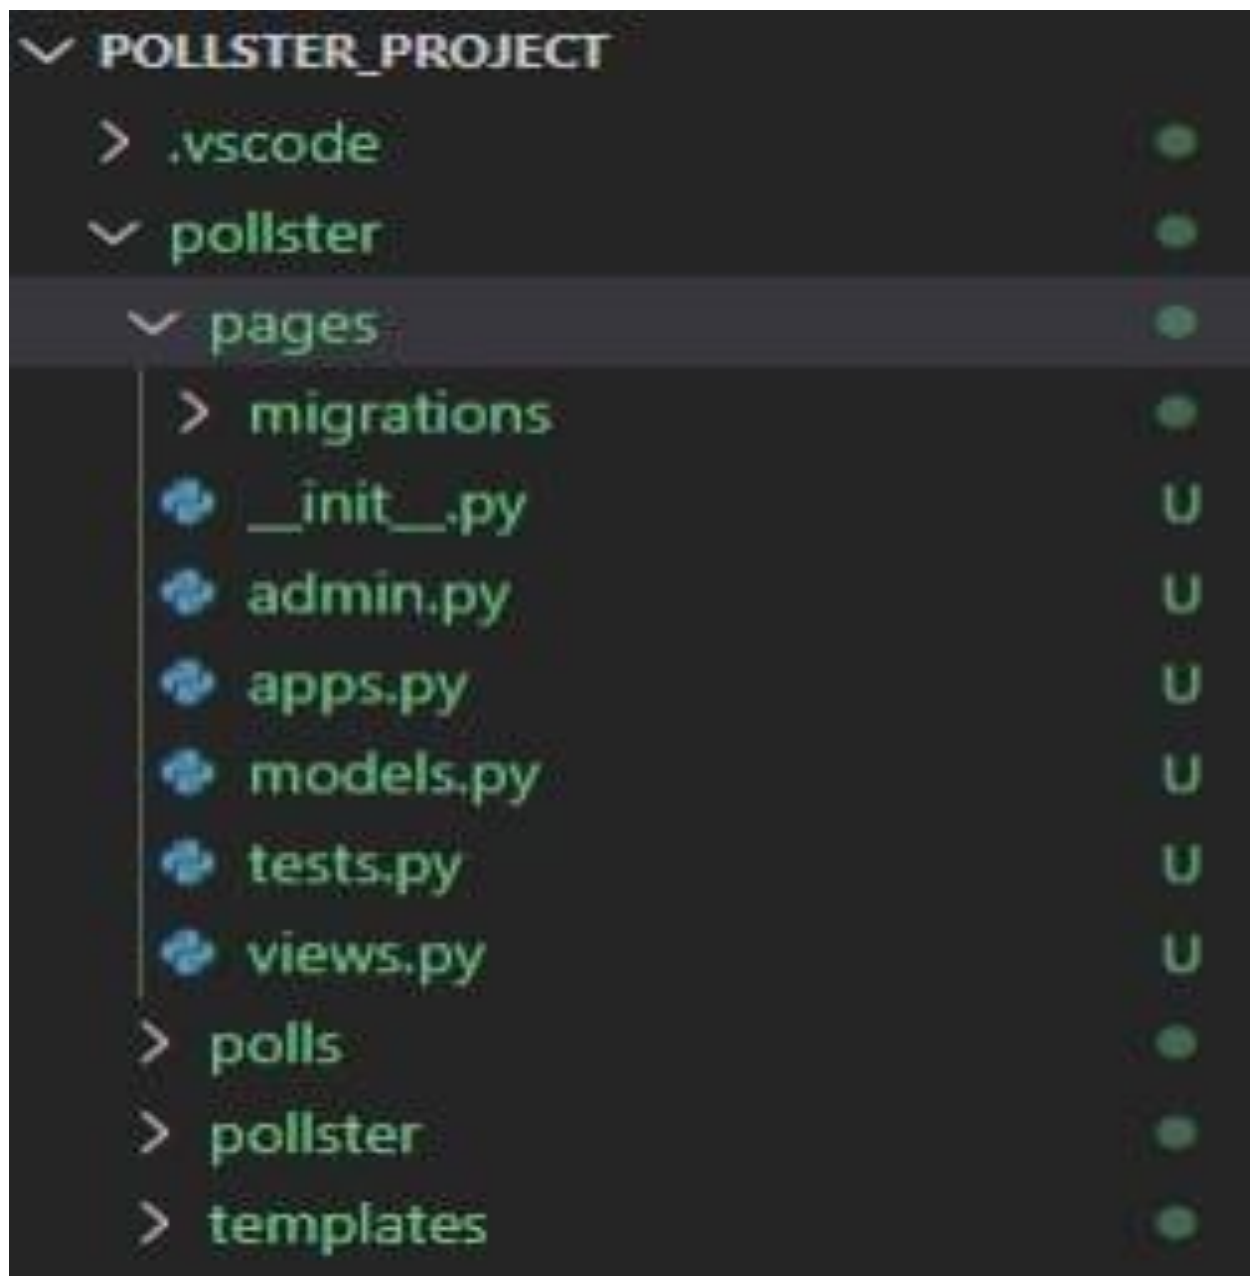 POLLSTER_PROJECT
.vscode
pollster
pages
migrations
__init__.py U
admin.py U
apps.py U
models.py U
tests.py U
views.py U
polls
pollster
templates